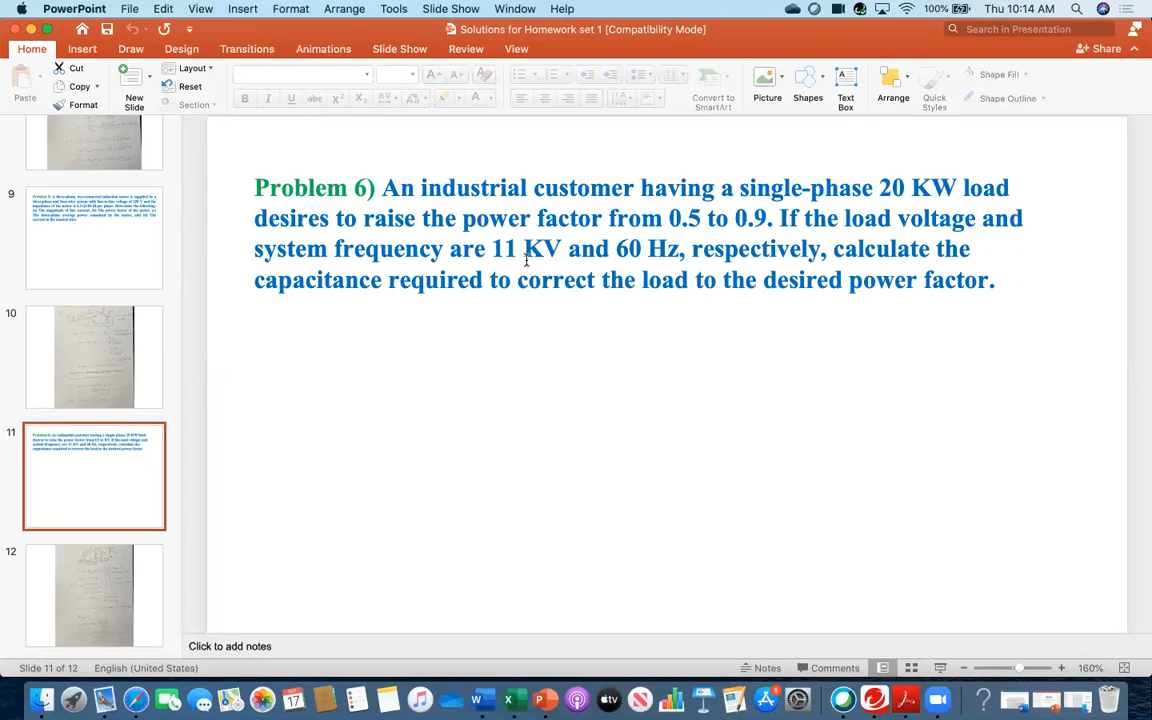 PowerPoint File Edit View Insert Format Arrange Tools Slide Show Window Help 100% Thu 10:14 AM
Solutions for Homework set 1 [Compatibility Mode] Search in Presentation
Home Insert Draw Design Transitions Animations Slide Show Review View Share
Paste Cut Copy Format New Slide Layout Reset Section Convert to SmartArt Picture Shapes Text Box Arrange Quick Styles Shape Fill Shape Outline
9
10
11
12
Problem 6) An industrial customer having a single-phase 20 KW load
desires to raise the power factor from 0.5 to 0.9. If the load voltage and
system frequency are 11 KV and 60 Hz, respectively, calculate the
capacitance required to correct the load to the desired power factor.
Click to add notes
Slide 11 of 12 English (United States) Notes Comments 160%
17